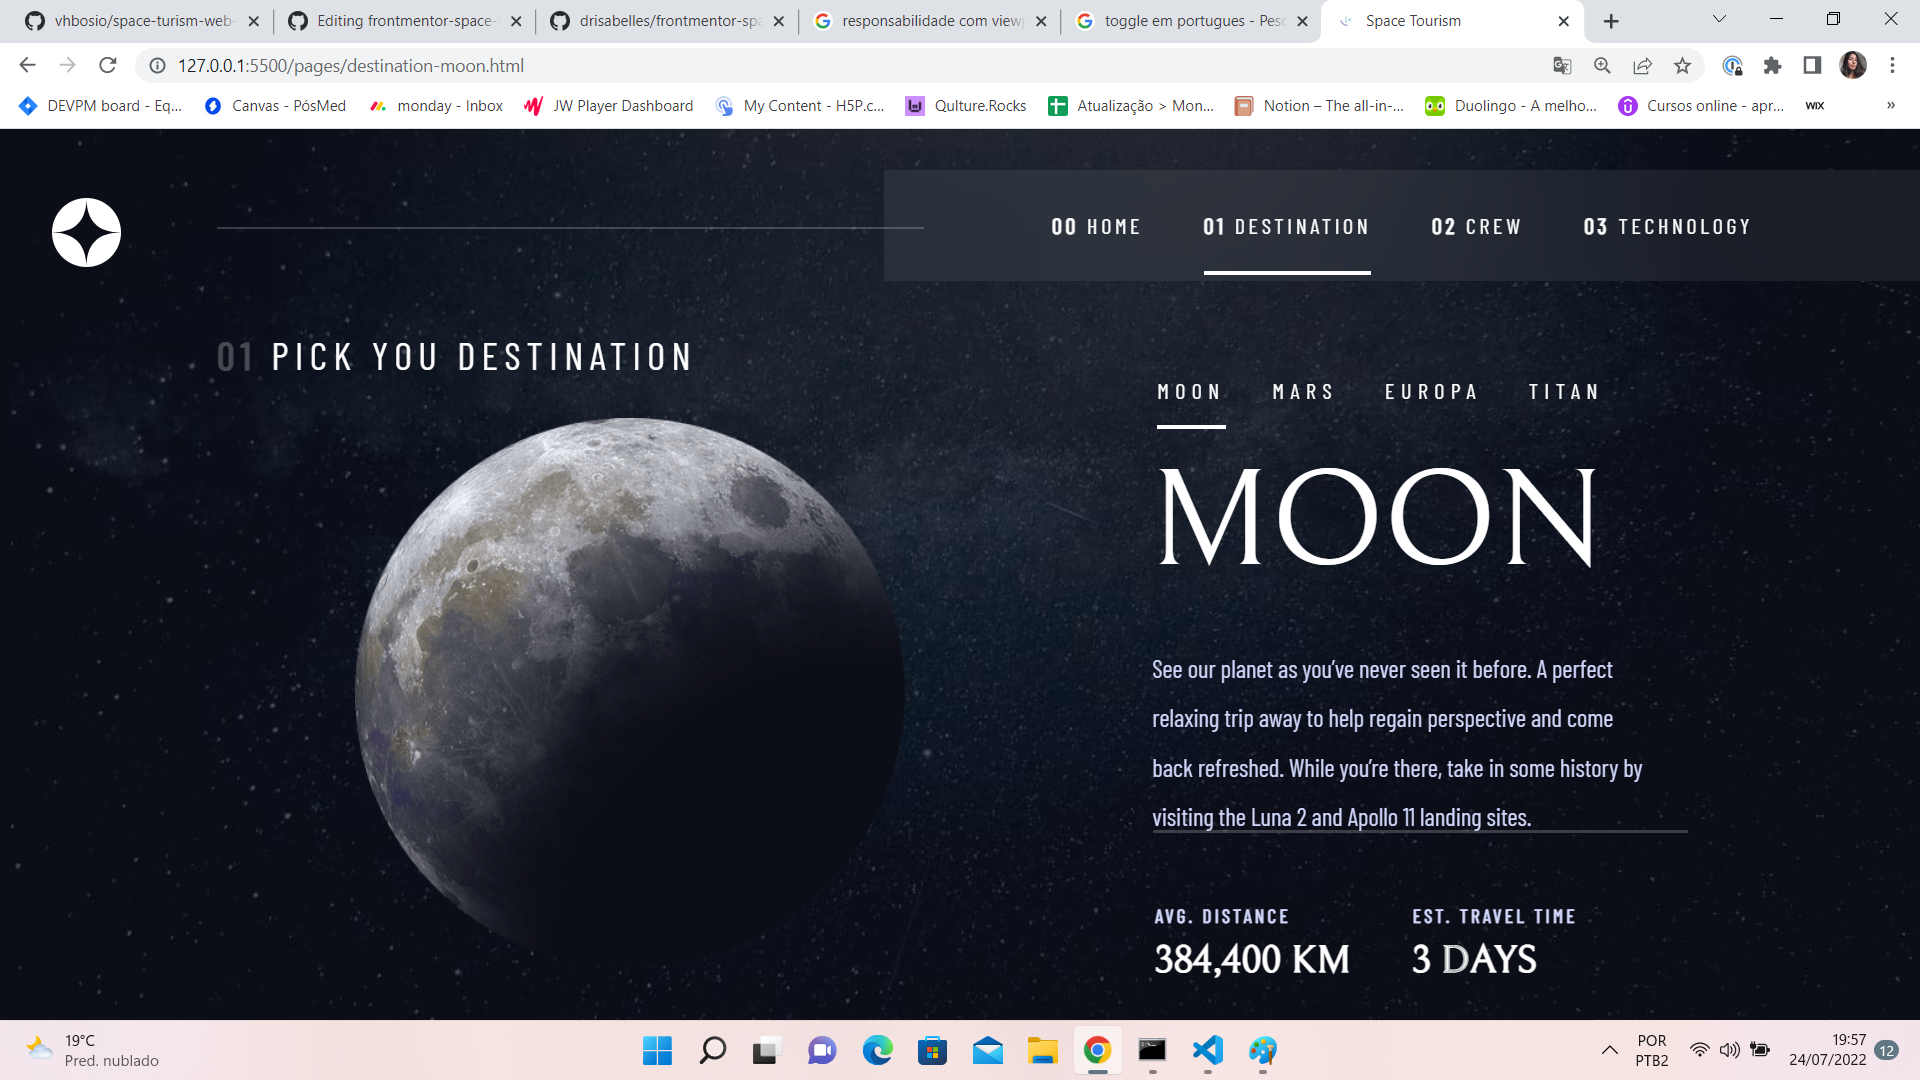 vhbosio/space-turism-web-
Editing frontmentor-space-
drisabelles/frontmentor-spa
responsabilidade com viewp
toggle em portugues - Pesq
Space Tourism
127.0.0.1:5500/pages/destination-moon.html
DEVPM board - Eq...
Canvas - PósMed
monday - Inbox
JW Player Dashboard
My Content - H5P.c...
Qulture.Rocks
Atualização > Mon...
Notion – The all-in-...
Duolingo - A melho...
Cursos online - apr...
WIX
»
00 HOME
01 DESTINATION
02 CREW
03 TECHNOLOGY
01 PICK YOU DESTINATION
MOON
MARS
EUROPA
TITAN
MOON
See our planet as you’ve never seen it before. A perfect
relaxing trip away to help regain perspective and come
back refreshed. While you’re there, take in some history by
visiting the Luna 2 and Apollo 11 landing sites.
AVG. DISTANCE
EST. TRAVEL TIME
384,400 KM
3 DAYS
19°C
Pred. nublado
POR
PTB2
19:57
24/07/2022
12